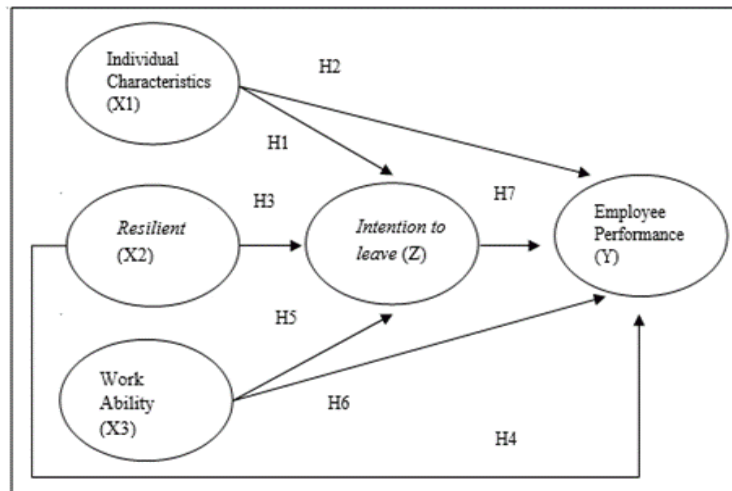 Individual
Characteristics
(X1)
H2
H1
Resilient
(X2)
H3
Intention to
leave (Z)
H7
Employee
Performance
(Y)
H5
Work
Ability
(X3)
H6
H4